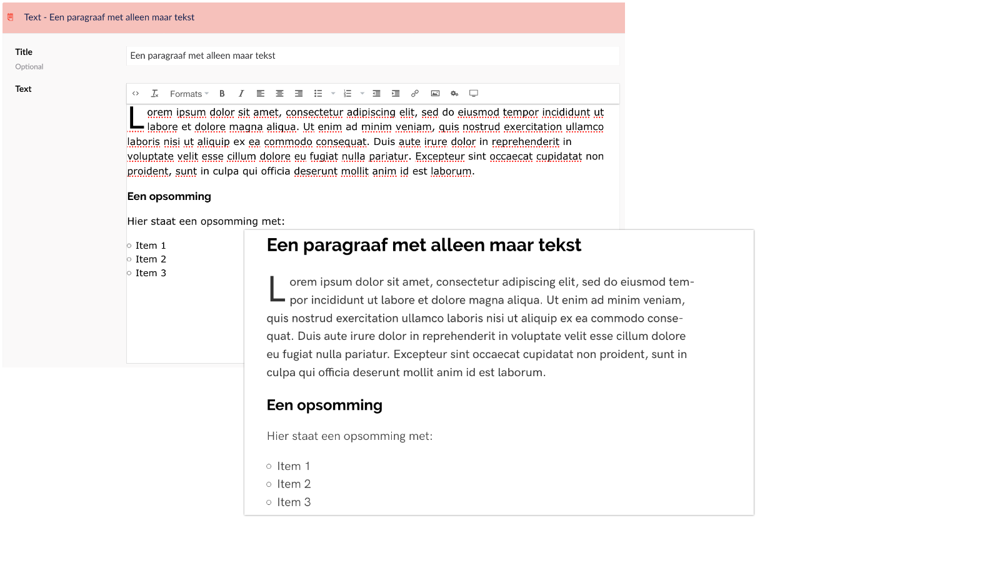 Text - Een paragraaf met alleen maar tekst
Title
Een paragraaf met alleen maar tekst
Optional
Text
Formats
Lorem ipsum dolor sit amet, consectetur adipiscing elit, sed do eiusmod tempor incididunt ut
labore et dolore magna aliqua. Ut enim ad minim veniam, quis nostrud exercitation ullamco
laboris nisi ut aliquip ex ea commodo consequat. Duis aute irure dolor in reprehenderit in
voluptate velit esse cillum dolore eu fugiat nulla pariatur. Excepteur sint occaecat cupidatat non
proident, sunt in culpa qui officia deserunt mollit anim id est laborum.
Een opsomming
Hier staat een opsomming met:
Item 1
Item 2
Item 3
Een paragraaf met alleen maar tekst
Lorem ipsum dolor sit amet, consectetur adipiscing elit, sed do eiusmod tem-
por incididunt ut labore et dolore magna aliqua. Ut enim ad minim veniam,
quis nostrud exercitation ullamco laboris nisi ut aliquip ex ea commodo conse-
quat. Duis aute irure dolor in reprehenderit in voluptate velit esse cillum dolore
eu fugiat nulla pariatur. Excepteur sint occaecat cupidatat non proident, sunt in
culpa qui officia deserunt mollit anim id est laborum.
Een opsomming
Hier staat een opsomming met:
Item 1
Item 2
Item 3